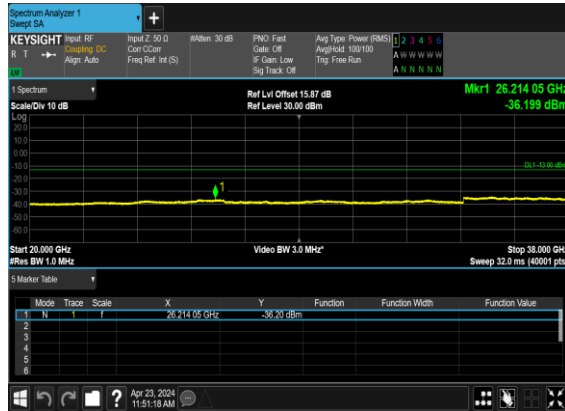 Spectrum Analyzer 1
Swept SA
+
KEYSIGHT Input: RF Input Z: 50 Ω #Atten: 30 dB PNO: Fast Avg Type: Power (RMS) 1 2 3 4 5 6
R T Coupling: DC Corr CCorr Gate: Off Avg|Hold: 100/100 A W W W W W
Align: Auto Freq Ref: Int (S) IF Gain: Low Trig: Free Run A N N N N N
Sig Track: Off
1 Spectrum Ref Lvl Offset 15.87 dB Mkr1 26.214 05 GHz
Scale/Div 10 dB Ref Level 30.00 dBm -36.199 dBm
Log
20.0
10.0
0.00
-10.0 DL1 -13.00 dBm
-20.0
-30.0 1
-40.0
-50.0
-60.0
Start 20.000 GHz Video BW 3.0 MHz* Stop 38.000 GHz
#Res BW 1.0 MHz Sweep 32.0 ms (40001 pts)
5 Marker Table
Mode Trace Scale X Y Function Function Width Function Value
1 N 1 f 26.214 05 GHz -36.20 dBm
2
3
4
5
6
? Apr 23, 2024
11:51:18 AM